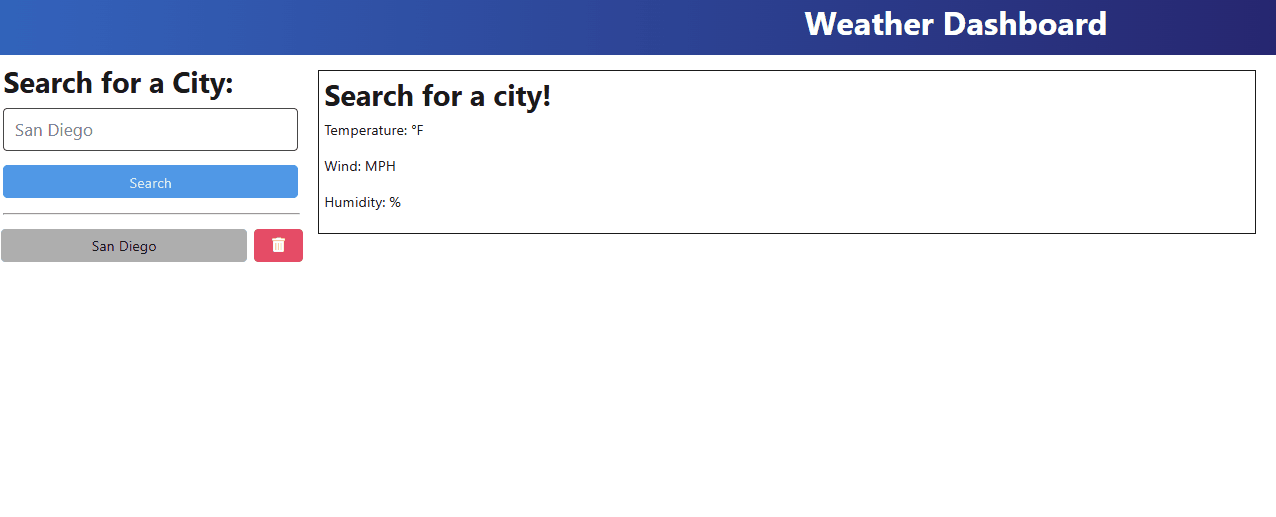 Weather Dashboard
Search for a City:
San Diego
Search
San Diego
Search for a city!
Temperature: °F
Wind: MPH
Humidity: %